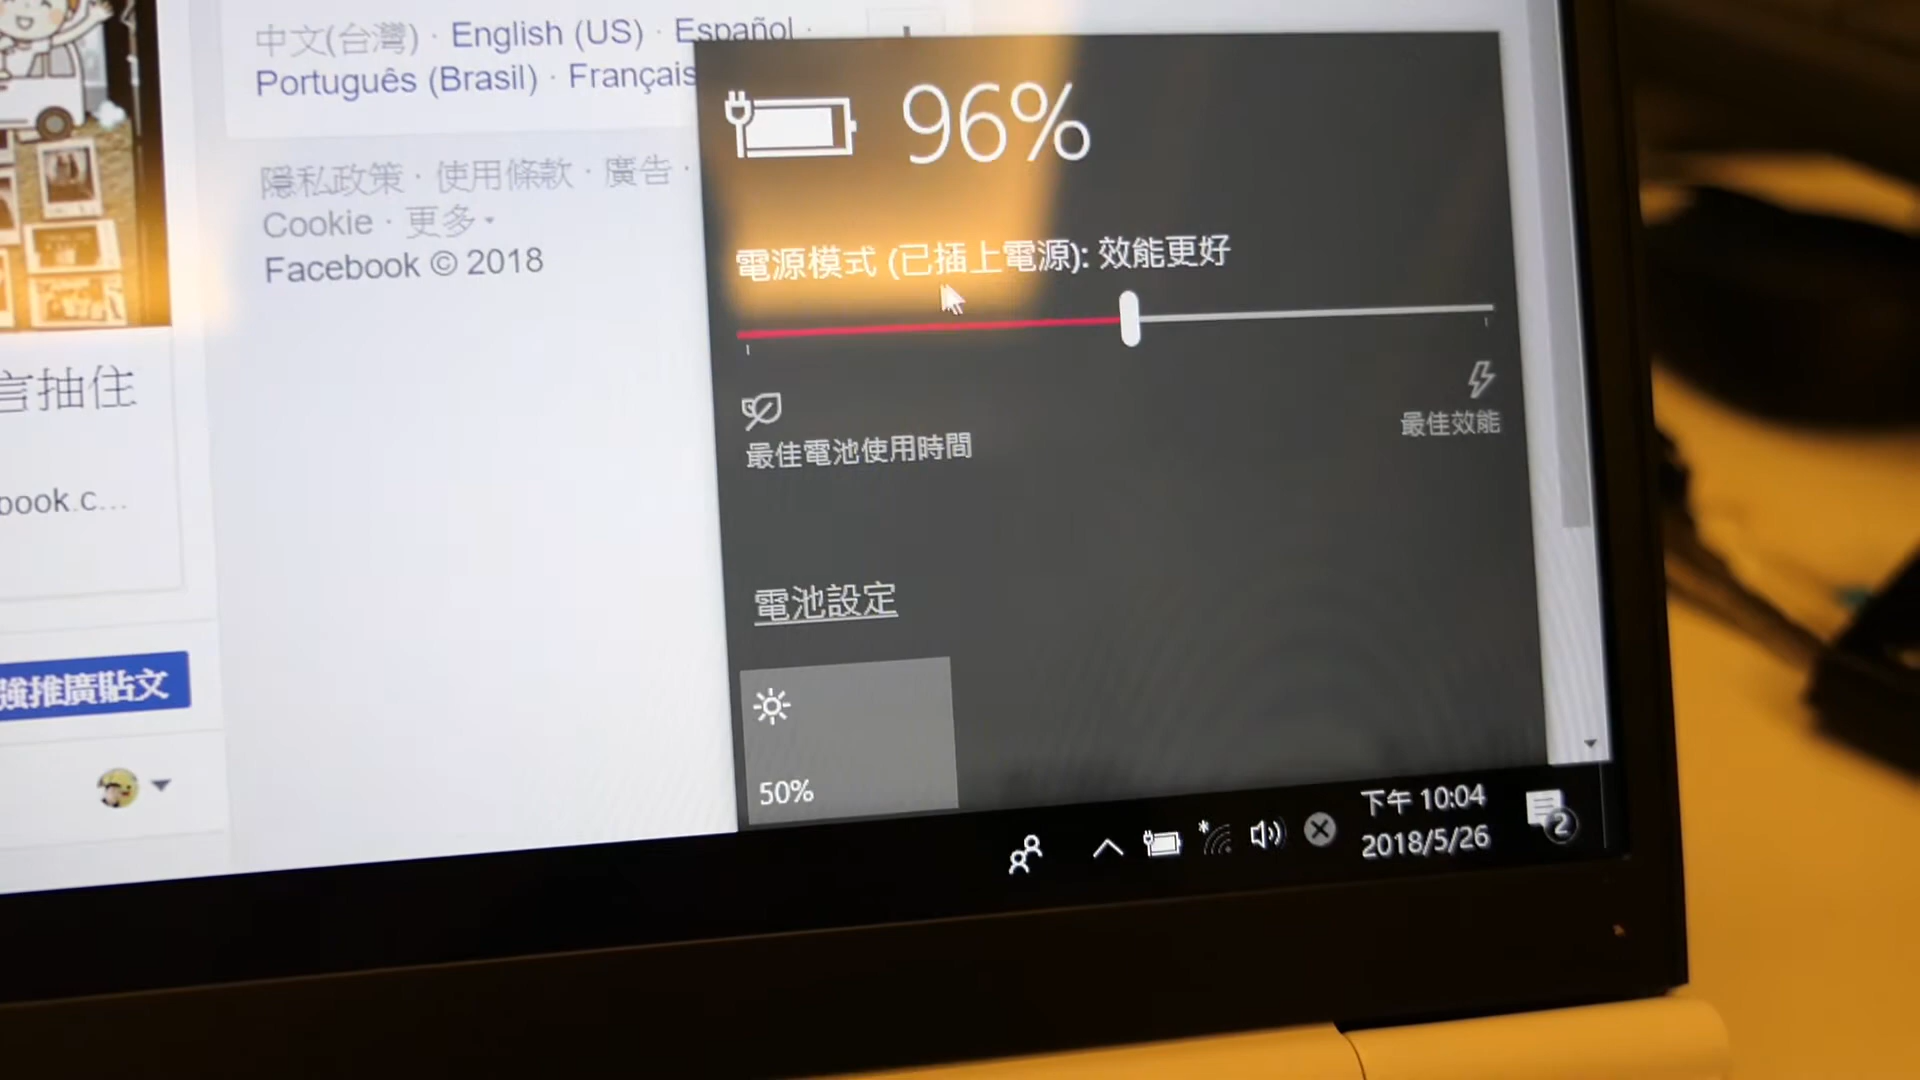 中文(台灣) · English (US) · Español ·
Português (Brasil) · Français
隱私政策 · 使用條款 · 廣告 ·
Cookie · 更多
Facebook © 2018
言抽住
book.c...
強推廣貼文
96%
電源模式 (已插上電源): 效能更好
最佳電池使用時間
最佳效能
電池設定
50%
下午 10:04
2018/5/26
2